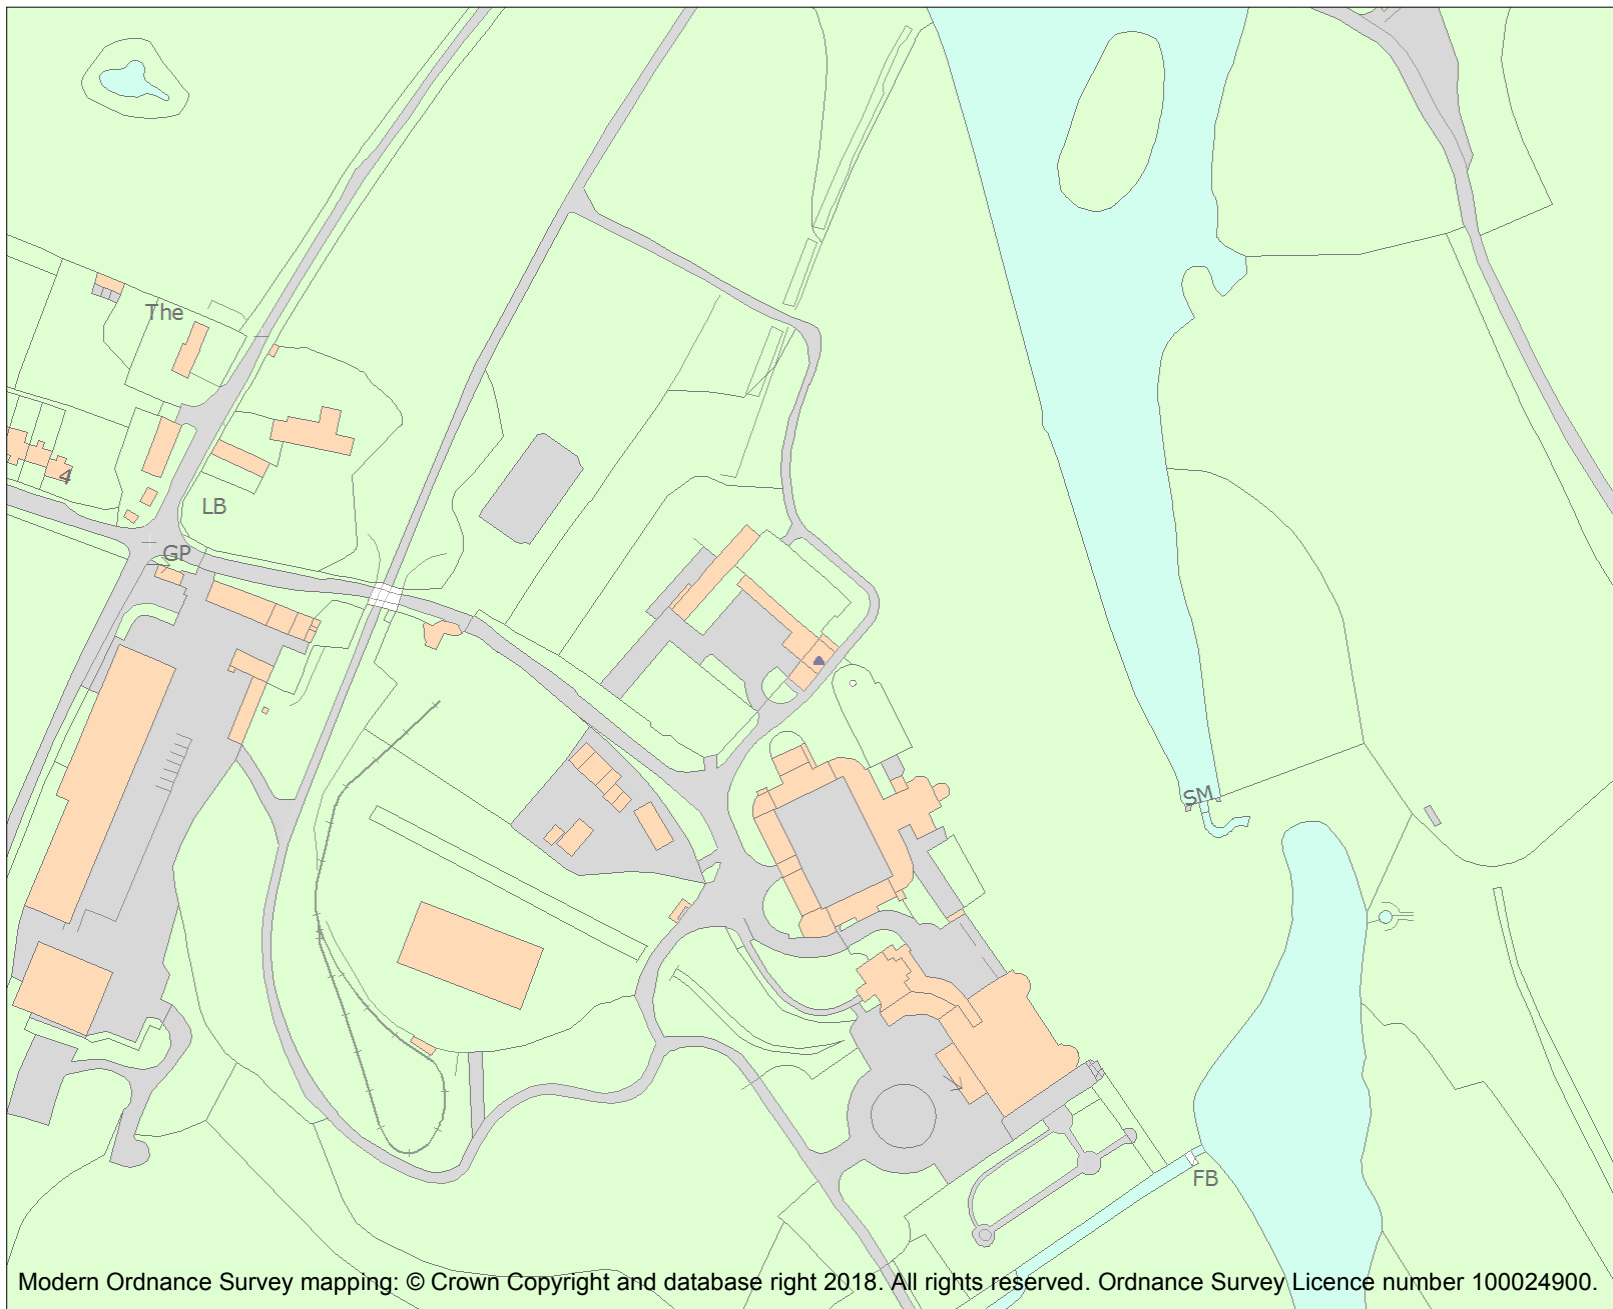 The
4
LB
GP
SM
FB
Modern Ordnance Survey mapping: © Crown Copyright and database right 2018. All rights reserved. Ordnance Survey Licence number 100024900.